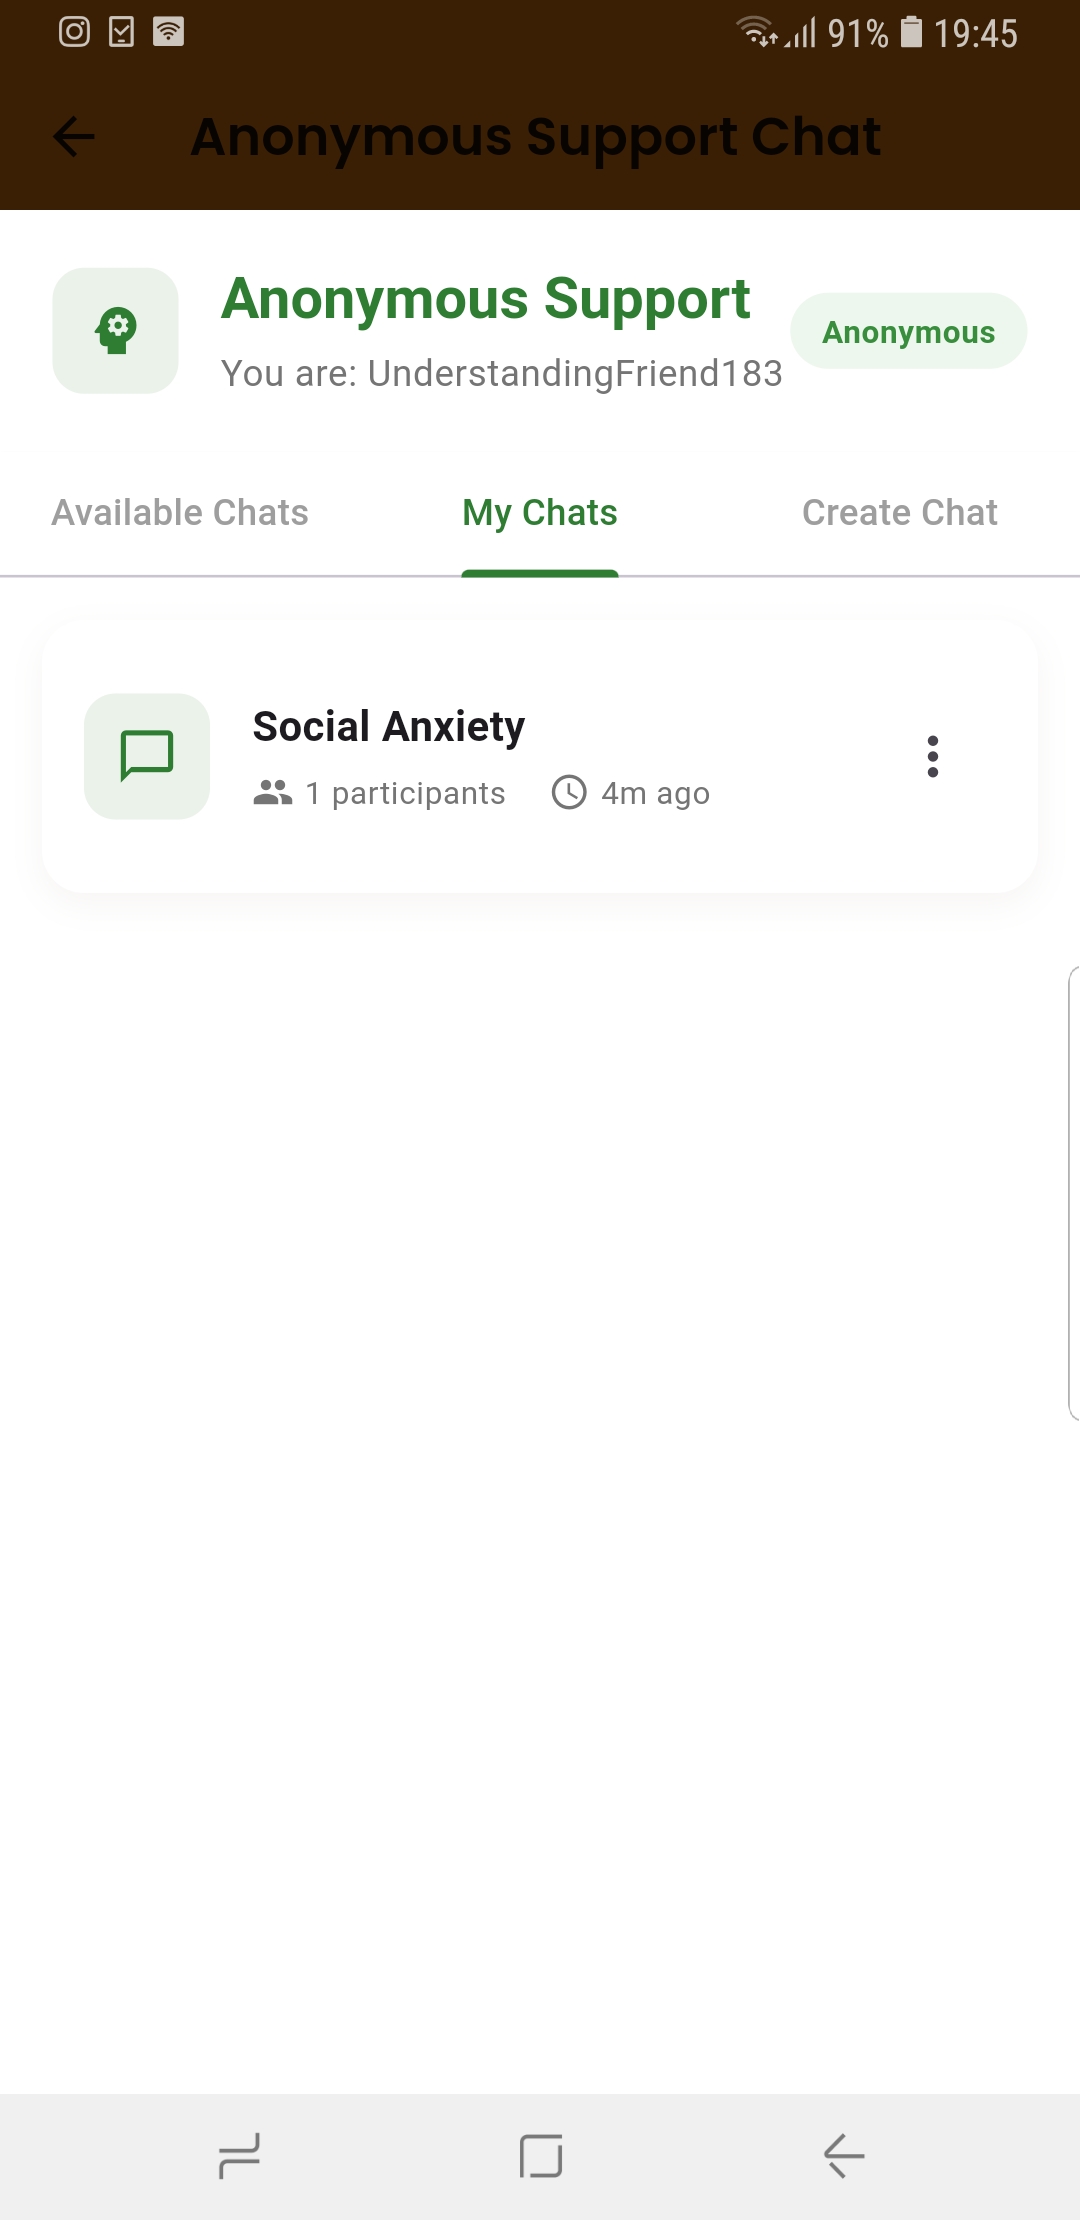 91% 19:45
Anonymous Support Chat
Anonymous Support
Anonymous
You are: UnderstandingFriend183
Available Chats My Chats Create Chat
Social Anxiety
1 participants 4m ago